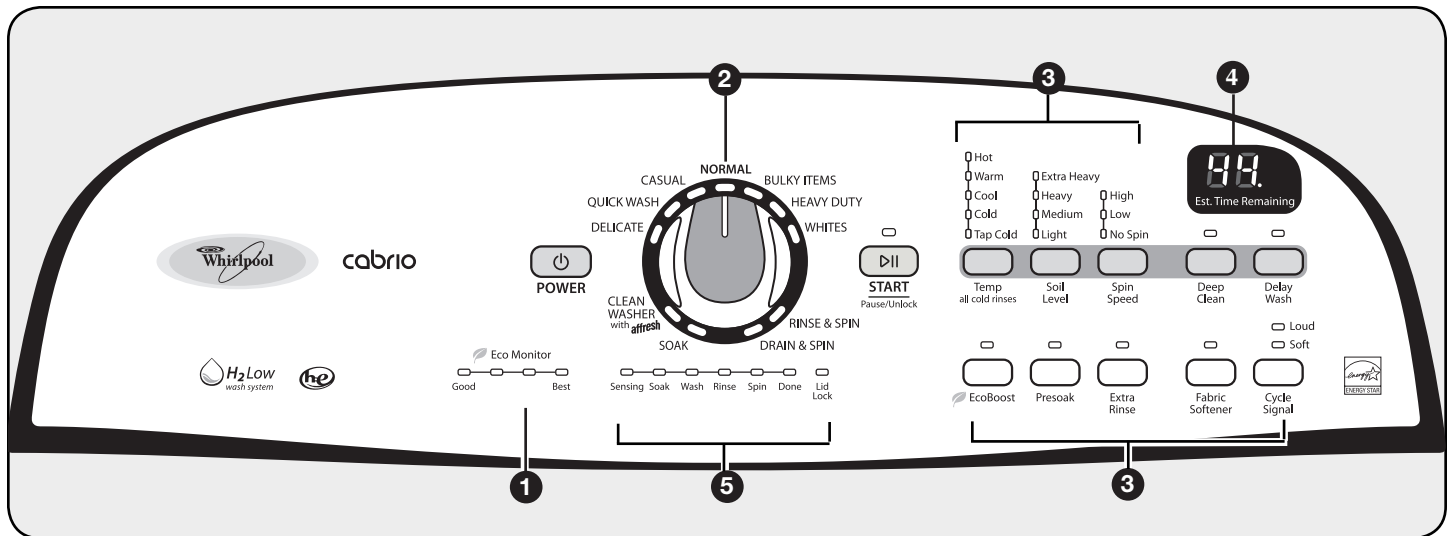 2
3
4
NORMAL
CASUAL
BULKY ITEMS
QUICK WASH
HEAVY DUTY
DELICATE
WHITES
CLEAN
WASHER
with affresh
RINSE & SPIN
SOAK
DRAIN & SPIN
Whirlpool
cabrio
POWER
START
Pause/Unlock
Hot
Warm
Cool
Cold
Tap Cold
Extra Heavy
Heavy
Medium
Light
High
Low
No Spin
44.
Est. Time Remaining
Temp
all cold rinses
Soil
Level
Spin
Speed
Deep
Clean
Delay
Wash
Loud
Soft
H2Low
wash system
he
Eco Monitor
Good
Best
Sensing
Soak
Wash
Rinse
Spin
Done
Lid
Lock
EcoBoost
Presoak
Extra
Rinse
Fabric
Softener
Cycle
Signal
energy
ENERGY STAR
1
5
3